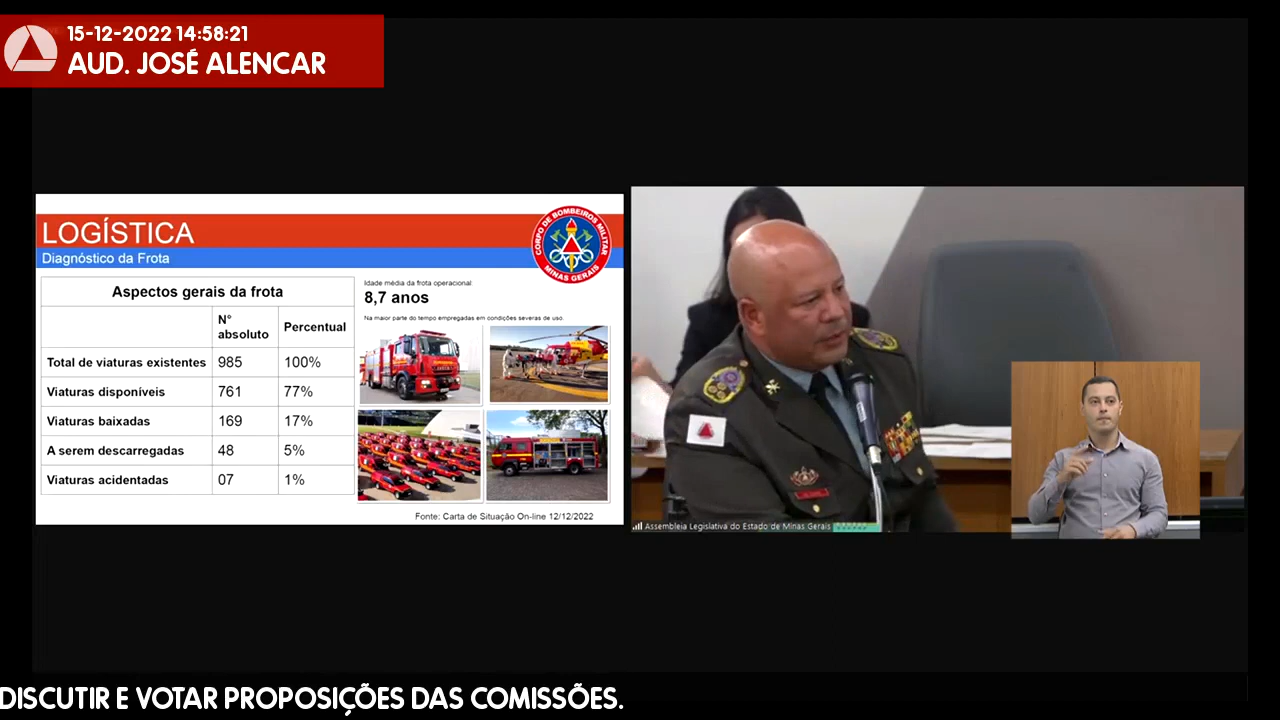 15-12-2022 14:58:21
AUD. JOSÉ ALENCAR
LOGÍSTICA
Diagnóstico da Frota
CORPO DE BOMBEIROS MILITAR
MINAS GERAIS
Aspectos gerais da frota
N° absoluto Percentual
Total de viaturas existentes 985 100%
Viaturas disponíveis 761 77%
Viaturas baixadas 169 17%
A serem descarregadas 48 5%
Viaturas acidentadas 07 1%
Idade média da frota operacional:
8,7 anos
Na maior parte do tempo empregadas em condições severas de uso.
Fonte: Carta de Situação On-line 12/12/2022
Assembleia Legislativa do Estado de Minas Gerais
DISCUTIR E VOTAR PROPOSIÇÕES DAS COMISSÕES.